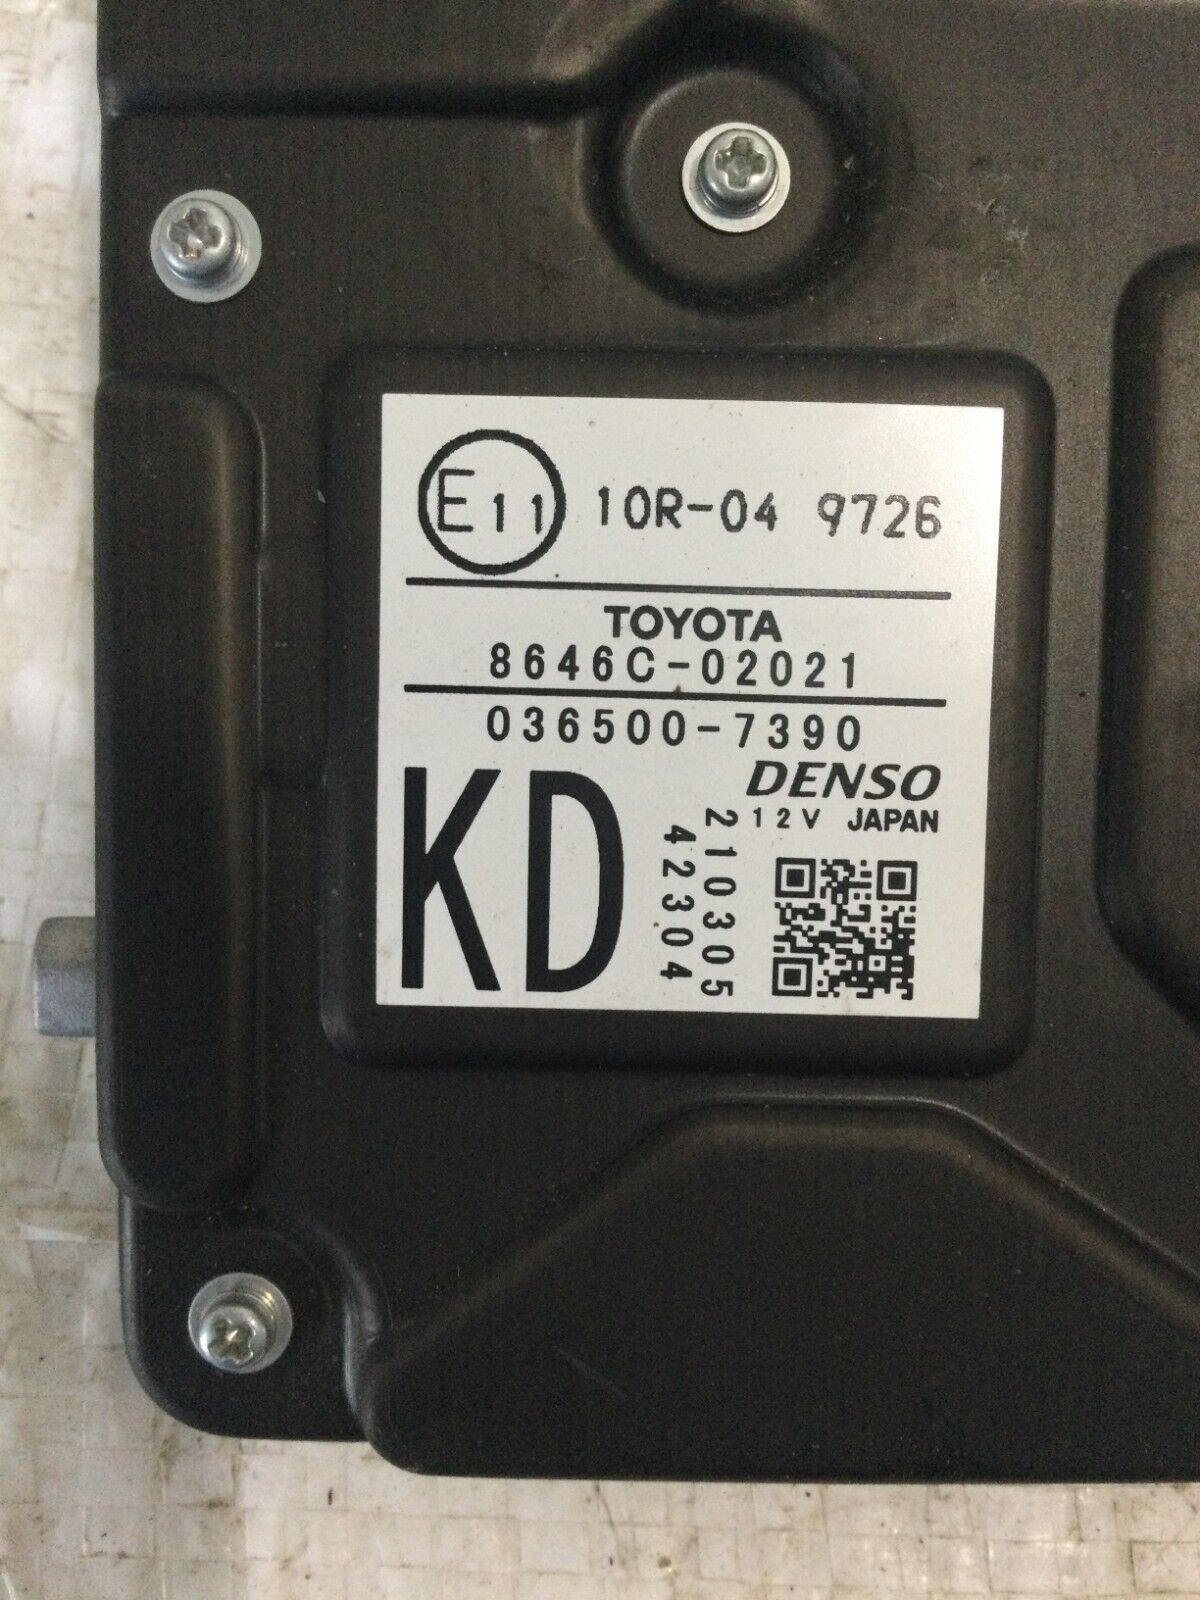 E11 10R-04 9726
TOYOTA
8646C-02021
036500-7390
DENSO
12V JAPAN
KD
210305
42304